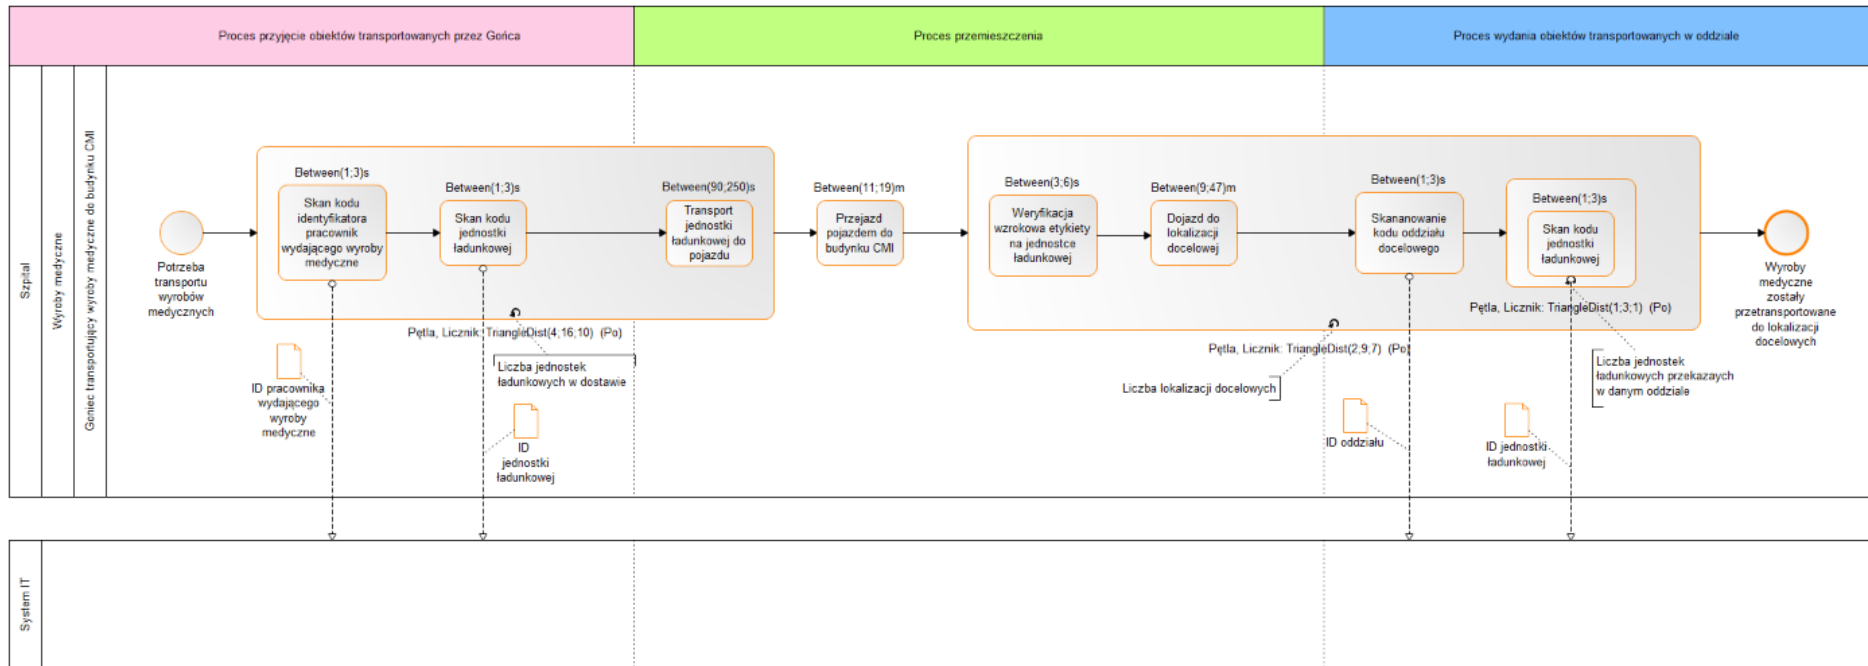 Proces przyjęcie obiektów transportowanych przez Gońca
Proces przemieszczenia
Proces wydania obiektów transportowanych w oddziale
Szpital
Wyroby medyczne
Goniec transportujący wyroby medyczne do budynku CMI
Potrzeba
transportu
wyrobów
medycznych
Between(1;3)s
Skan kodu
identyfikatora
pracownik
wydającego wyroby
medyczne
Between(1;3)s
Skan kodu
jednostki
ładunkowej
Between(90;250)s
Transport
jednostki
ładunkowej do
pojazdu
Pętla, Licznik: TriangleDist(4;16;10) (Po)
Liczba jednostek
ładunkowych w dostawie
ID pracownika
wydającego
wyroby
medyczne
ID
jednostki
ładunkowej
Between(11;19)m
Przejazd
pojazdem do
budynku CMI
Between(3;6)s
Weryfikacja
wzrokowa etykiety
na jednostce
ładunkowej
Between(9;47)m
Dojazd do
lokalizacji
docelowej
Between(1;3)s
Skananowanie
kodu oddziału
docelowego
Between(1;3)s
Skan kodu
jednostki
ładunkowej
Pętla, Licznik: TriangleDist(1;3;1) (Po)
Pętla, Licznik: TriangleDist(2;9;7) (Po)
Liczba lokalizacji docelowych
Liczba jednostek
ładunkowych przekazaych
w danym oddziale
ID oddziału
ID jednostki
ładunkowej
Wyroby
medyczne
zostały
przetransportowane
do lokalizacji
docelowych
System IT